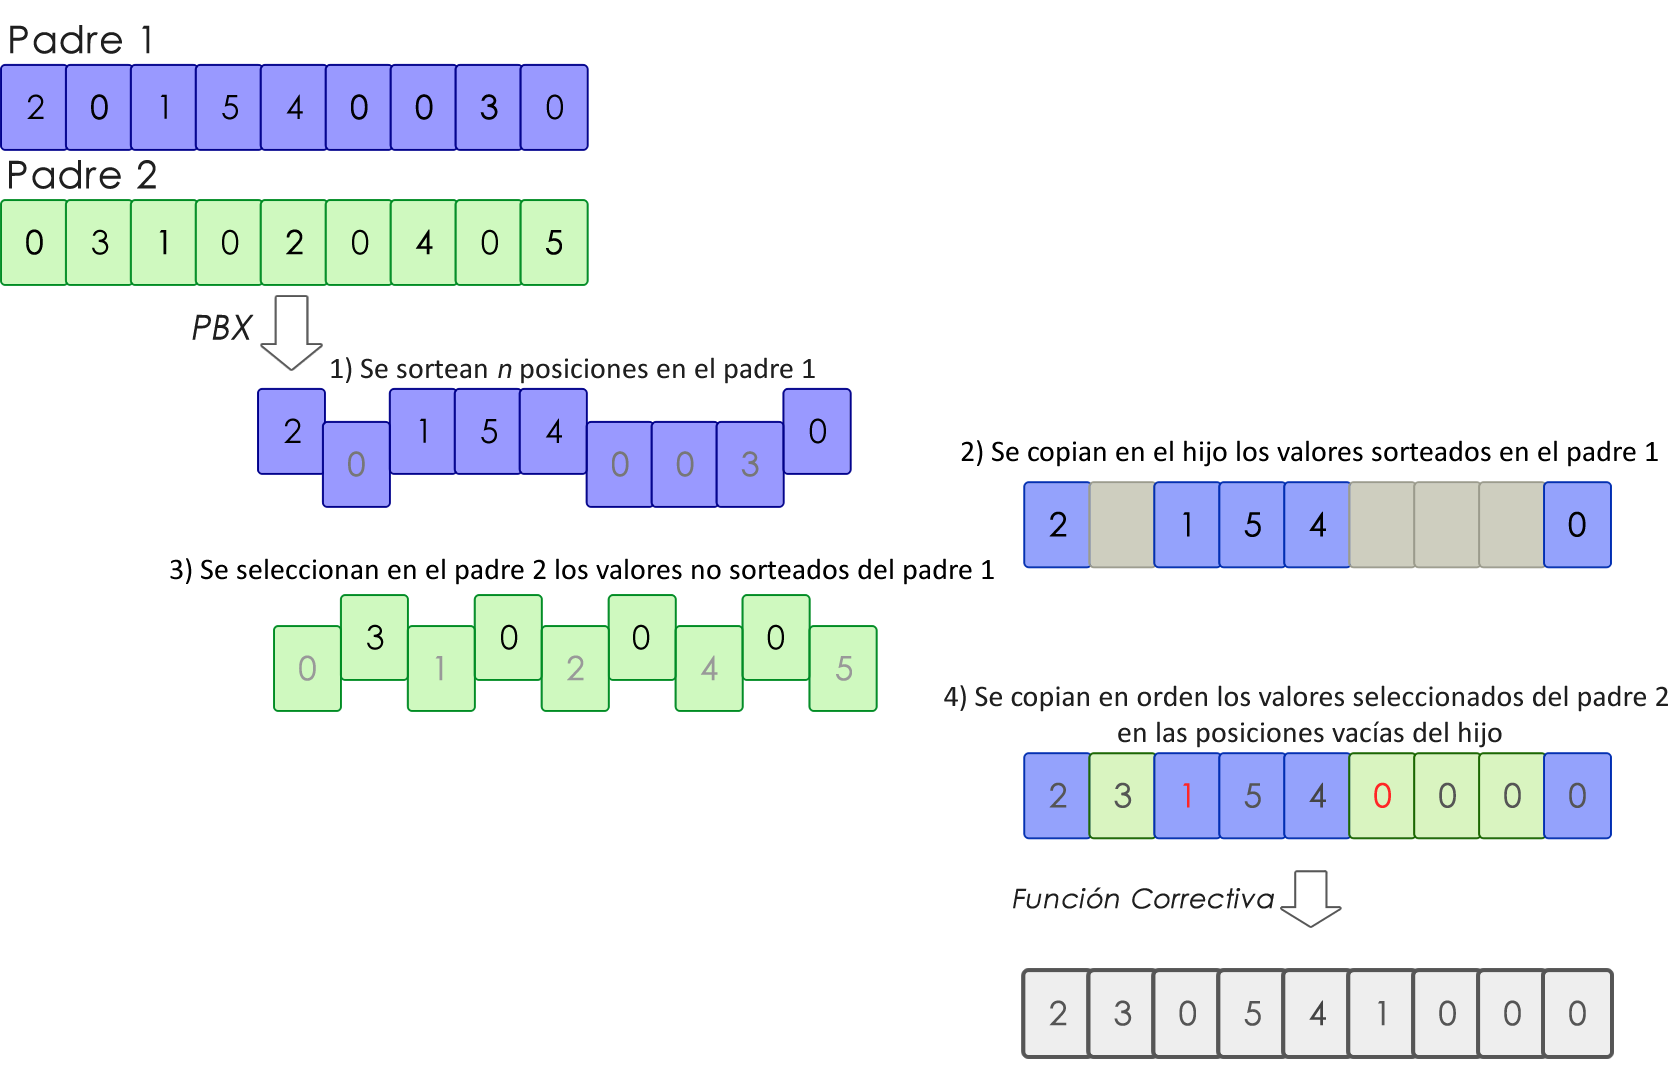 Padre 1
2 0 1 5 4 0 0 3 0
Padre 2
0 3 1 0 2 0 4 0 5
PBX
1) Se sortean n posiciones en el padre 1
2 0 1 5 4 0 0 3 0
2) Se copian en el hijo los valores sorteados en el padre 1
2 1 5 4 0
3) Se seleccionan en el padre 2 los valores no sorteados del padre 1
0 3 1 0 2 0 4 0 5
4) Se copian en orden los valores seleccionados del padre 2
en las posiciones vacías del hijo
2 3 1 5 4 0 0 0 0
Función Correctiva
2 3 0 5 4 1 0 0 0